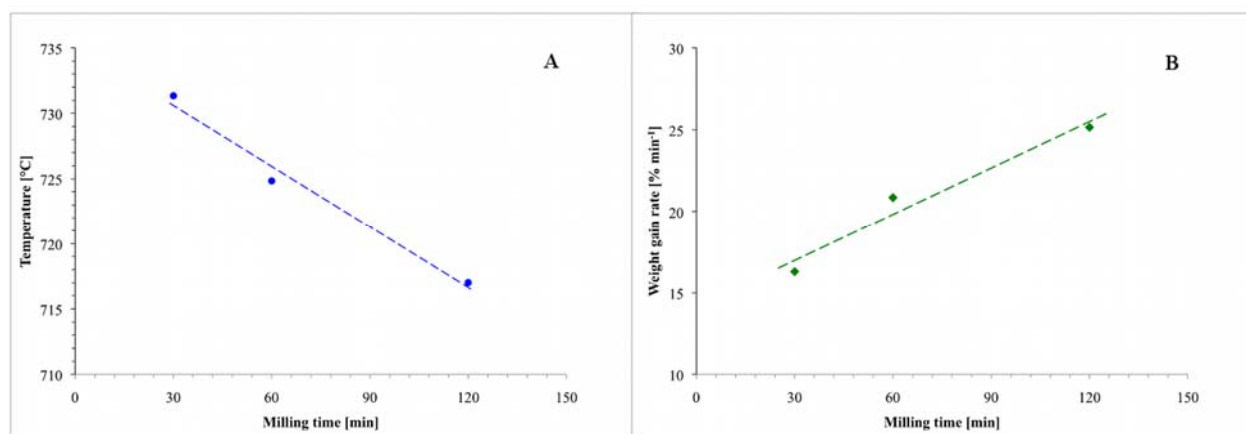 A
735
730
725
720
715
710
Temperature [°C]
0 30 60 90 120 150
Milling time [min]
B
30
25
20
15
10
Weight gain rate [% min⁻¹]
0 30 60 90 120 150
Milling time [min]